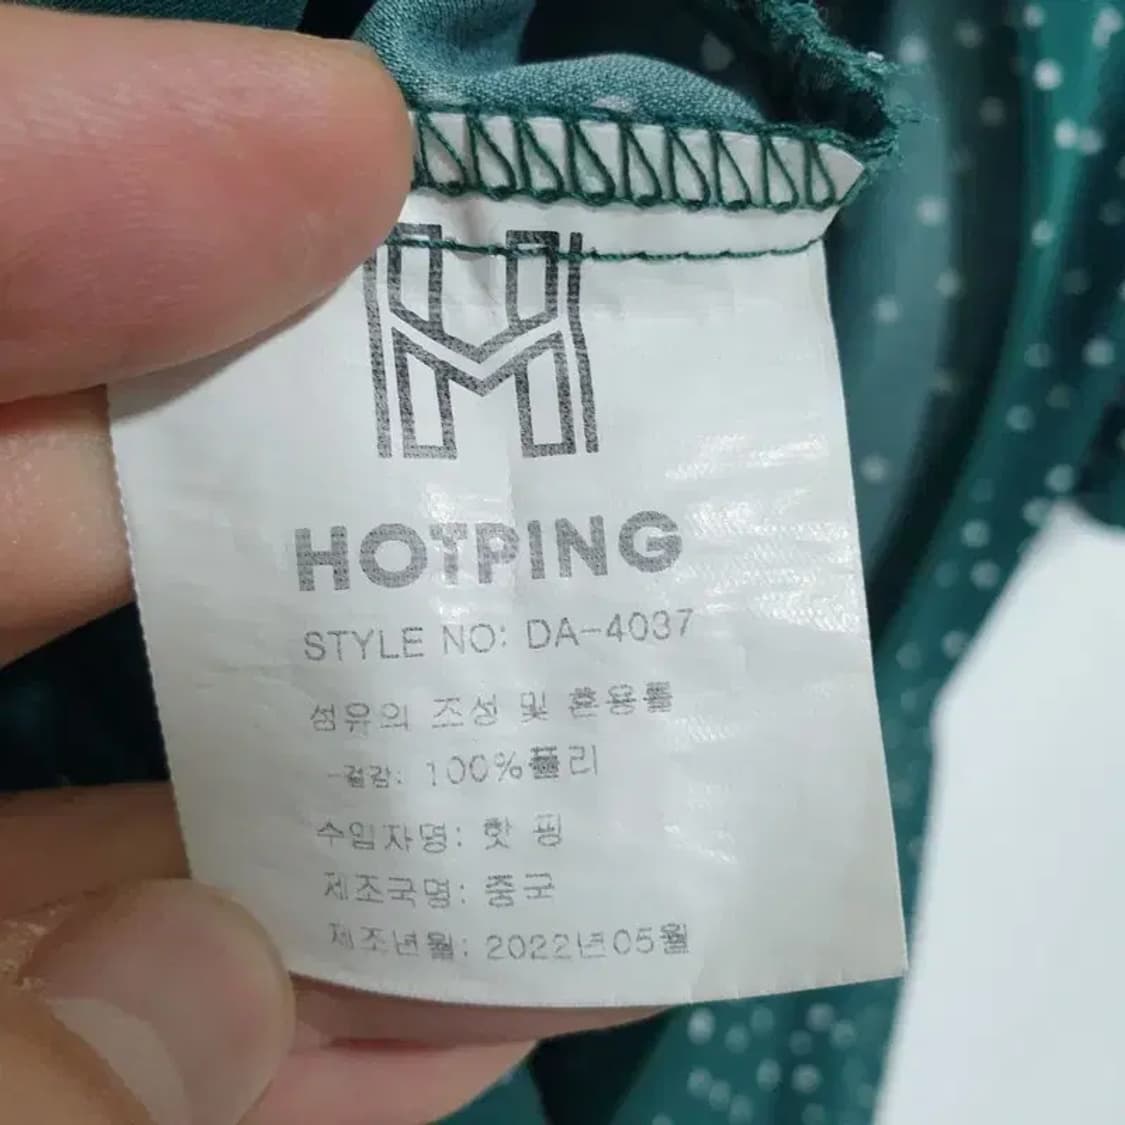 HOTPING
STYLE NO: DA-4037
섬유의 조성 및 혼용률
-겉감: 100%폴리
수입자명: 핫 핑
제조국명: 중국
제조년월: 2022년05월